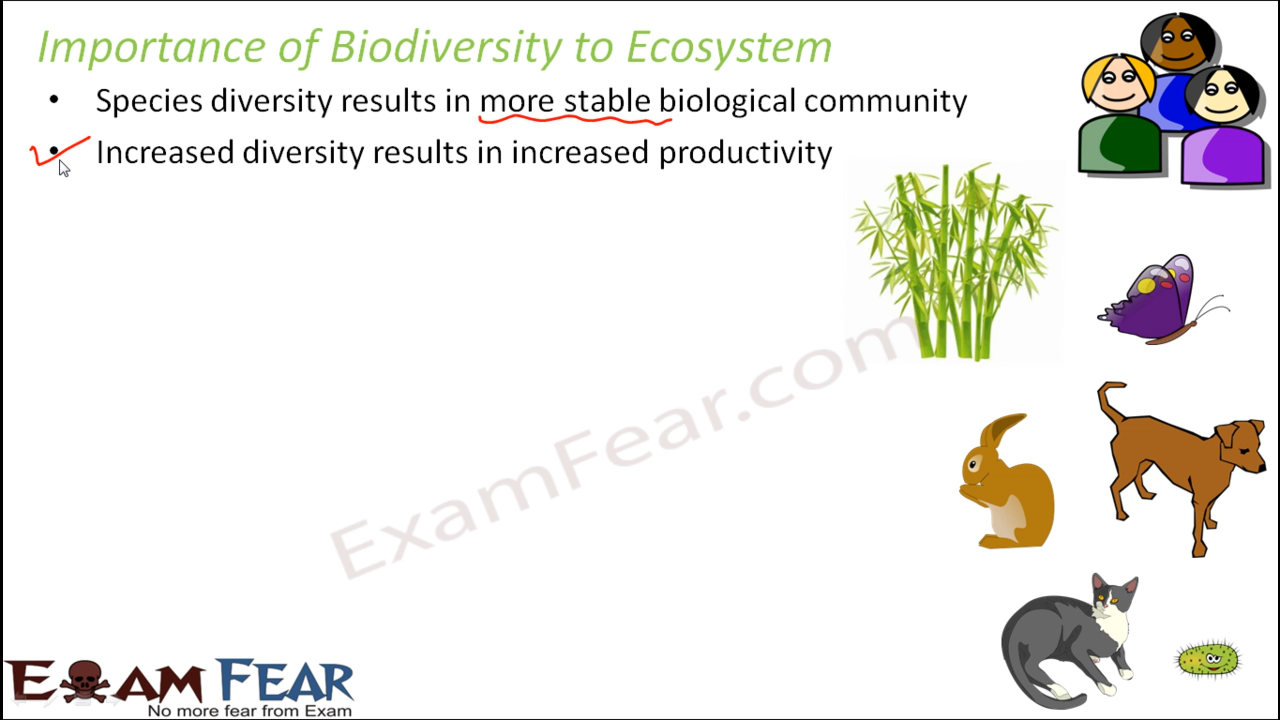 Importance of Biodiversity to Ecosystem
• Species diversity results in more stable biological community
• Increased diversity results in increased productivity
ExamFear.com
EXAM FEAR
No more fear from Exam